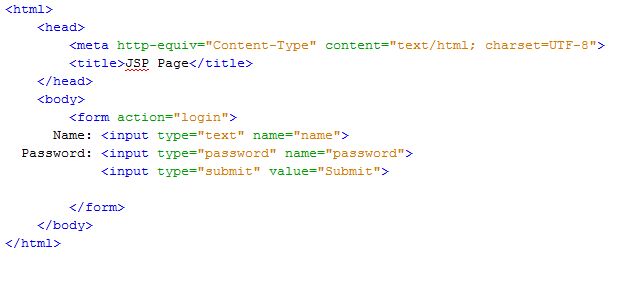 <html>
    <head>
        <meta http-equiv="Content-Type" content="text/html; charset=UTF-8">
        <title>JSP Page</title>
    </head>
    <body>
        <form action="login">
      Name: <input type="text" name="name">
  Password: <input type="password" name="password">
            <input type="submit" value="Submit">

        </form>
    </body>
</html>